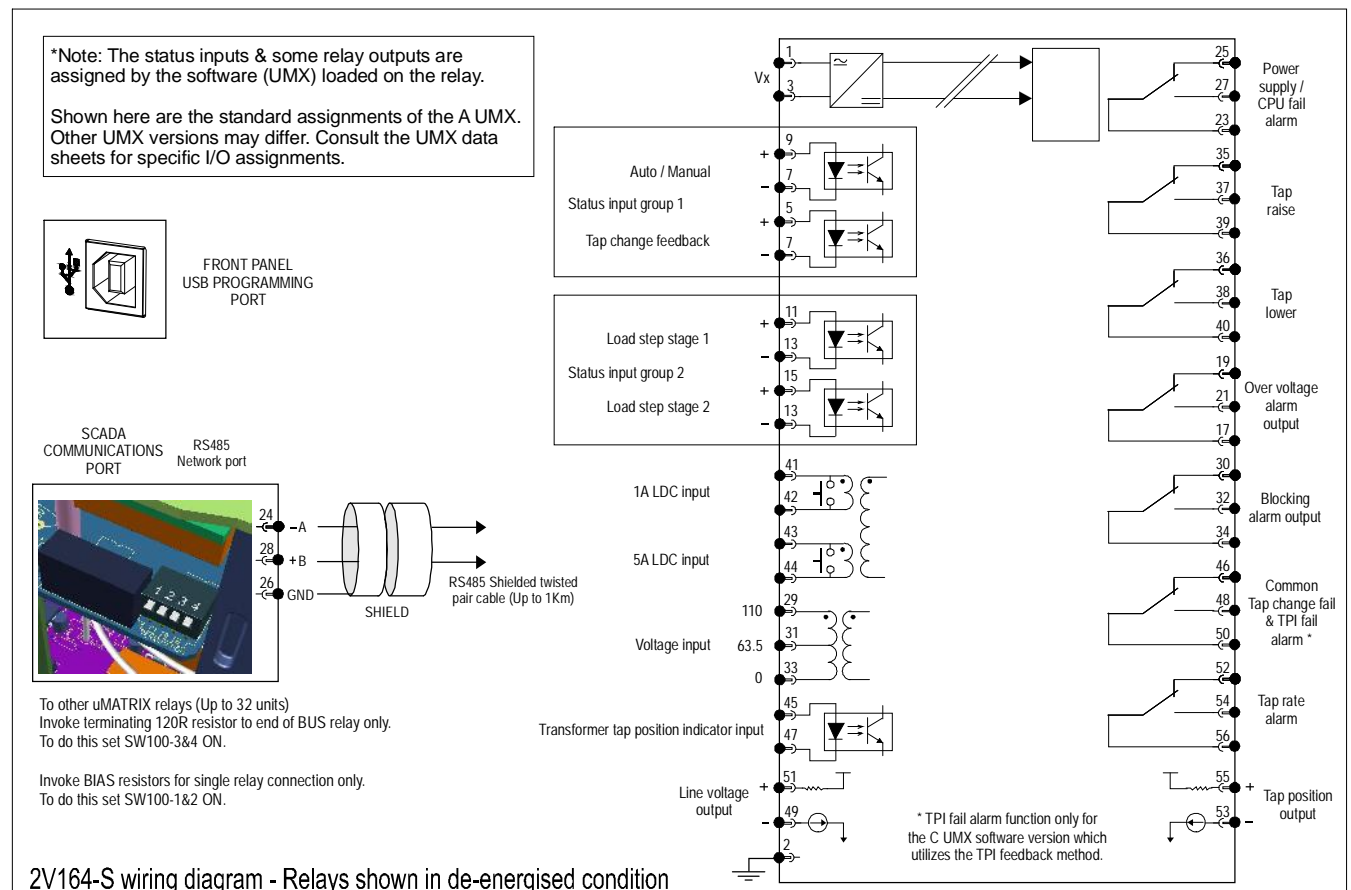 *Note: The status inputs & some relay outputs are
assigned by the software (UMX) loaded on the relay.
Shown here are the standard assignments of the A UMX.
Other UMX versions may differ. Consult the UMX data
sheets for specific I/O assignments.
FRONT PANEL
USB PROGRAMMING
PORT
SCADA
COMMUNICATIONS
PORT
RS485
Network port
1 2 3 4
24
–A
28
+B
26
GND
SHIELD
RS485 Shielded twisted
pair cable (Up to 1Km)
To other uMATRIX relays (Up to 32 units)
Invoke terminating 120R resistor to end of BUS relay only.
To do this set SW100-3&4 ON.
Invoke BIAS resistors for single relay connection only.
To do this set SW100-1&2 ON.
Vx
1
3
Auto / Manual
+
9
–
7
Status input group 1
Tap change feedback
+
5
–
7
Load step stage 1
+
11
–
13
Status input group 2
Load step stage 2
+
15
–
13
1A LDC input
41
42
5A LDC input
43
44
Voltage input
110
29
63.5
31
0
33
Transformer tap position indicator input
45
47
Line voltage
output
+
51
–
49
2
25
27
23
Power
supply /
CPU fail
alarm
35
37
39
Tap
raise
36
38
40
Tap
lower
19
21
17
Over voltage
alarm
output
30
32
34
Blocking
alarm output
46
48
50
Common
Tap change fail
& TPI fail
alarm *
52
54
56
Tap rate
alarm
55
+
53
–
Tap position
output
* TPI fail alarm function only for
the C UMX software version which
utilizes the TPI feedback method.
2V164-S wiring diagram - Relays shown in de-energised condition